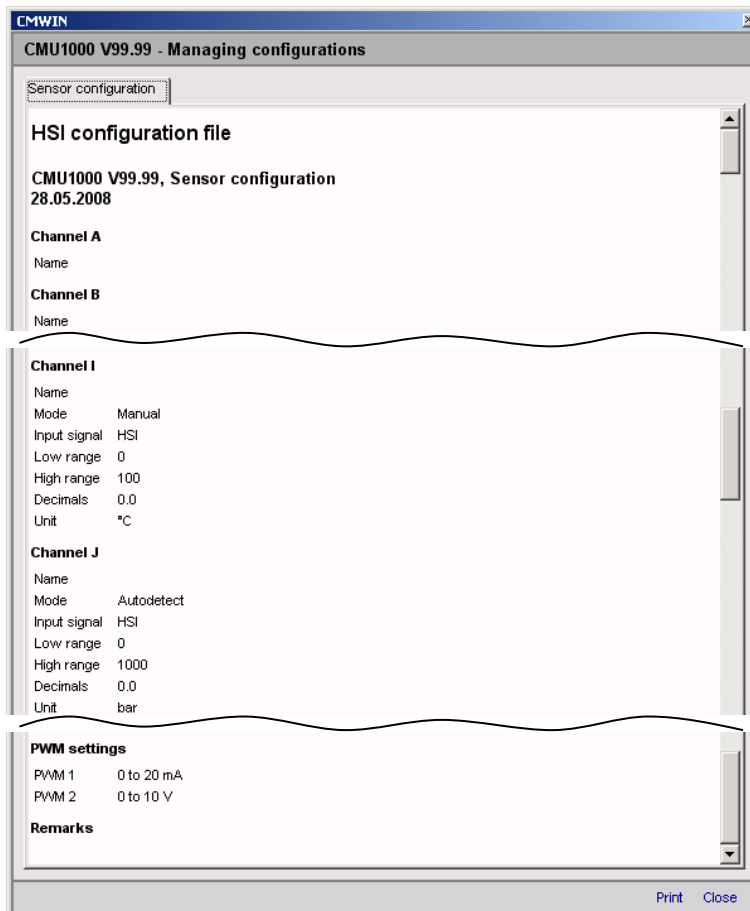 CMWIN
CMU1000 V99.99 - Managing configurations
Sensor configuration
HSI configuration file
CMU1000 V99.99, Sensor configuration
28.05.2008
Channel A
Name
Channel B
Name
Channel I
Name
Mode Manual
Input signal HSI
Low range 0
High range 100
Decimals 0.0
Unit °C
Channel J
Name
Mode Autodetect
Input signal HSI
Low range 0
High range 1000
Decimals 0.0
Unit bar
PWM settings
PWM 1 0 to 20 mA
PWM 2 0 to 10 V
Remarks
Print Close